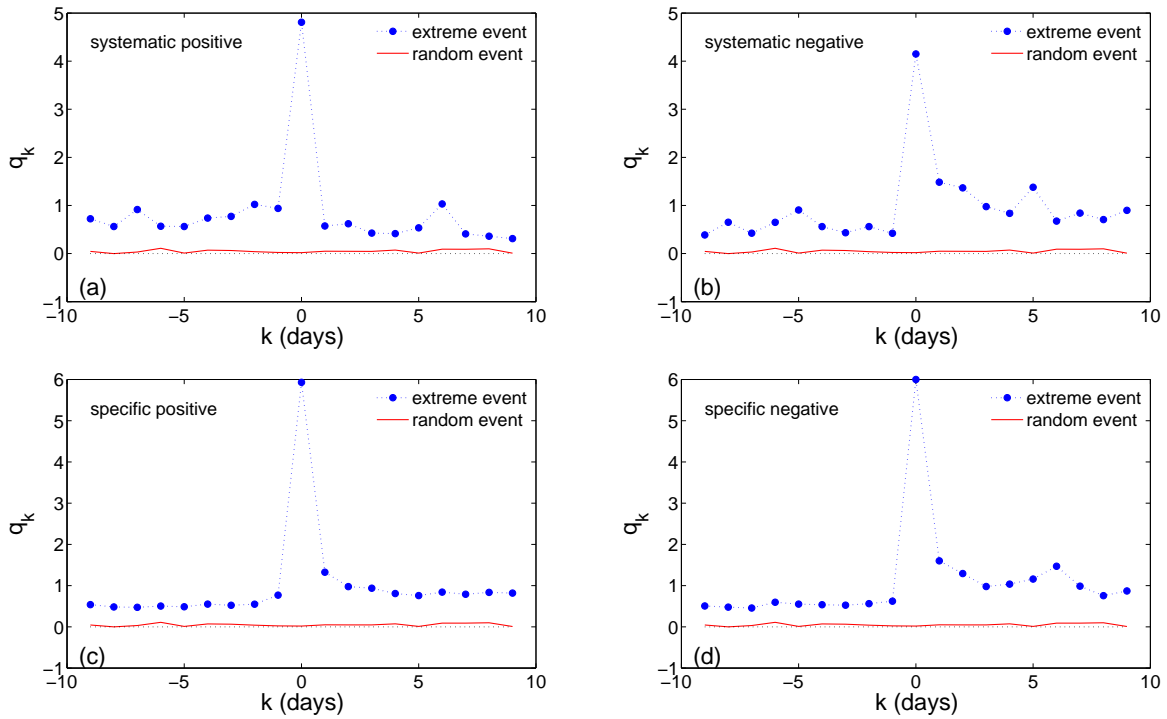 systematic positive
extreme event
random event
5
4
3
2
1
0
−1
q_k
(a)
−10 −5 0 5 10
k (days)
systematic negative
extreme event
random event
5
4
3
2
1
0
−1
q_k
(b)
−10 −5 0 5 10
k (days)
specific positive
extreme event
random event
6
5
4
3
2
1
0
−1
q_k
(c)
−10 −5 0 5 10
k (days)
specific negative
extreme event
random event
6
5
4
3
2
1
0
−1
q_k
(d)
−10 −5 0 5 10
k (days)